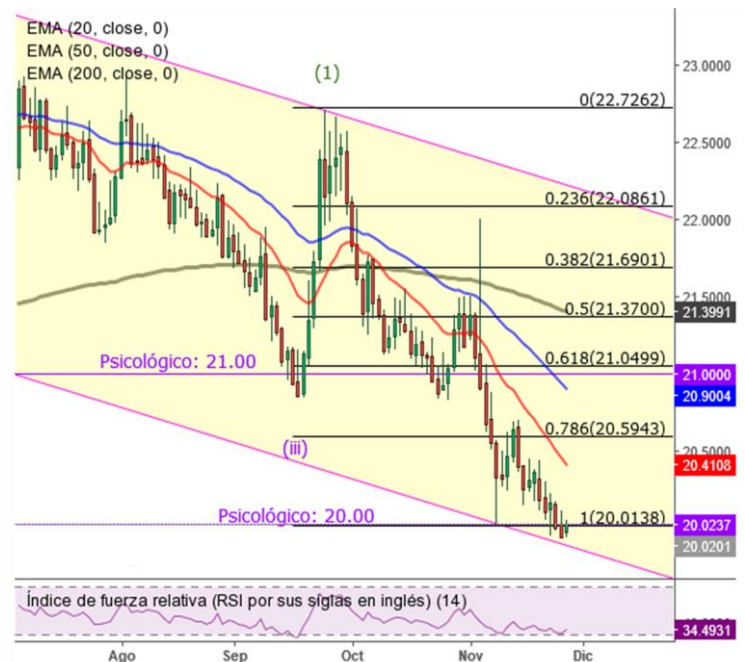 EMA (20, close, 0)
EMA (50, close, 0)
EMA (200, close, 0)
(1)
23.0000
0(22.7262)
22.5000
0.236(22.0861)
22.0000
0.382(21.6901)
21.5000
0.5(21.3700)
21.3991
Psicológico: 21.00
0.618(21.0499)
21.0000
20.9004
0.786(20.5943)
(iii)
20.5000
20.4108
Psicológico: 20.00
1(20.0138)
20.0237
20.0201
Índice de fuerza relativa (RSI por sus siglas en inglés) (14)
34.4931
Ago
Sep
Oct
Nov
Dic